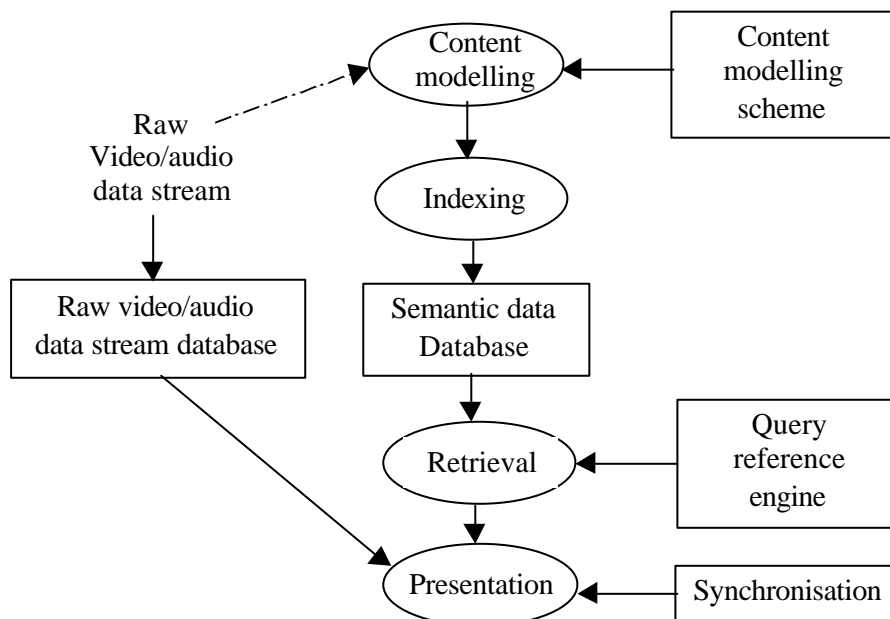 Content
modelling
Content
modelling
scheme
Raw
Video/audio
data stream
Indexing
Raw video/audio
data stream database
Semantic data
Database
Retrieval
Query
reference
engine
Presentation
Synchronisation